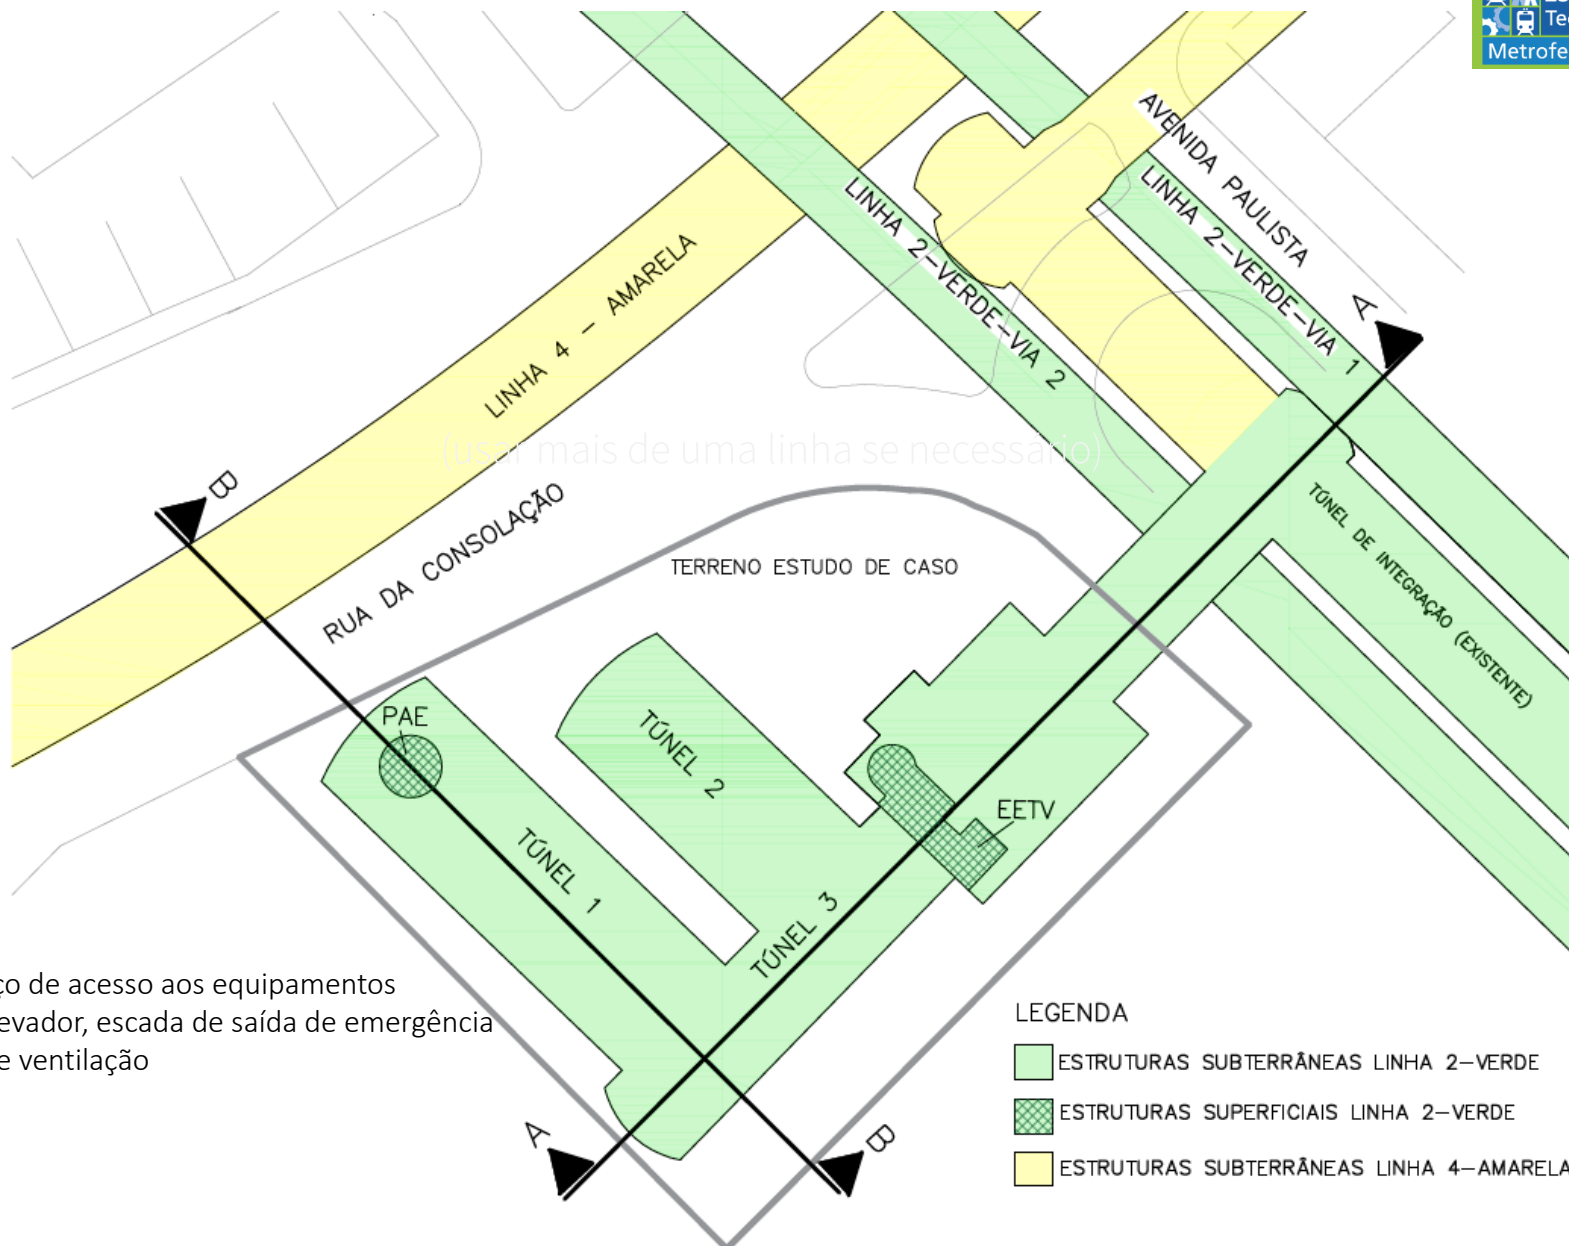 Metrofe
AVENIDA PAULISTA
LINHA 2-VERDE-VIA 1
LINHA 2-VERDE-VIA 2
LINHA 4 - AMARELA
A
B
(usar mais de uma linha se necessário)
RUA DA CONSOLAÇÃO
TERRENO ESTUDO DE CASO
TÚNEL DE INTEGRAÇÃO (EXISTENTE)
PAE
TÚNEL 2
EETV
TÚNEL 1
TÚNEL 3
ço de acesso aos equipamentos
evador, escada de saída de emergência
e ventilação
A
B
LEGENDA
ESTRUTURAS SUBTERRÂNEAS LINHA 2-VERDE
ESTRUTURAS SUPERFICIAIS LINHA 2-VERDE
ESTRUTURAS SUBTERRÂNEAS LINHA 4-AMARELA